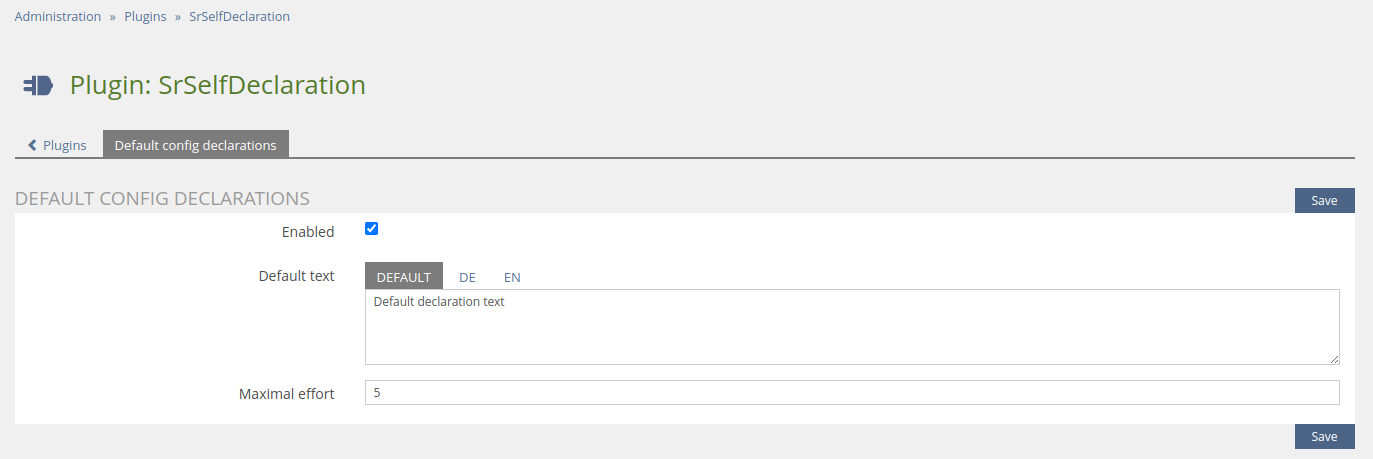 Administration » Plugins » SrSelfDeclaration
Plugin: SrSelfDeclaration
Plugins Default config declarations
DEFAULT CONFIG DECLARATIONS Save
Enabled
Default text DEFAULT DE EN
Default declaration text
Maximal effort 5
Save